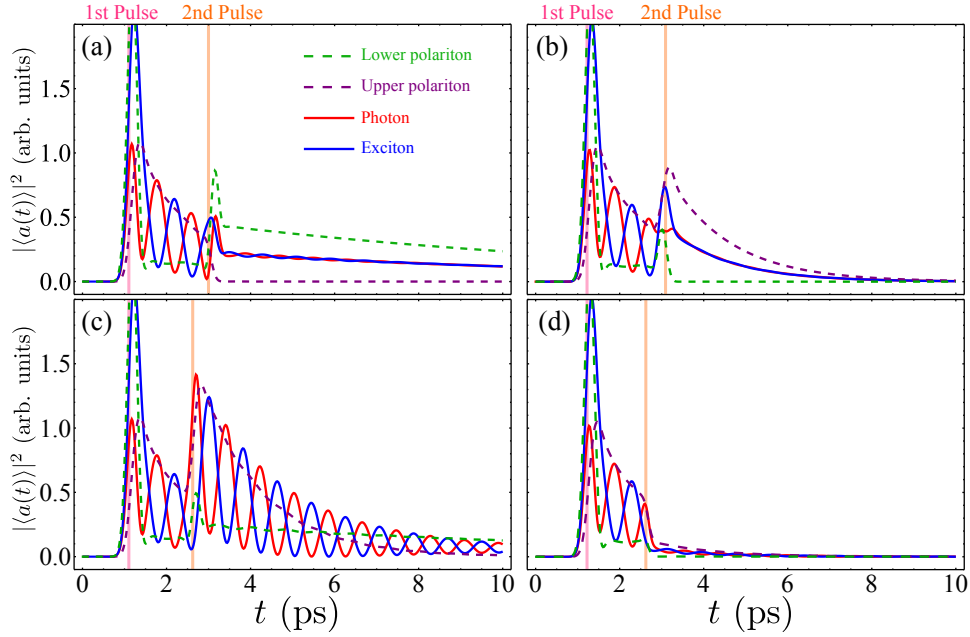 1st Pulse 2nd Pulse 1st Pulse 2nd Pulse
(a) (b)
Lower polariton
Upper polariton
Photon
Exciton
1.5
1.0
0.5
0.0
|⟨a(t)⟩|² (arb. units)
(c) (d)
1.5
1.0
0.5
0.0
|⟨a(t)⟩|² (arb. units)
0 2 4 6 8 10 0 2 4 6 8 10
t (ps) t (ps)